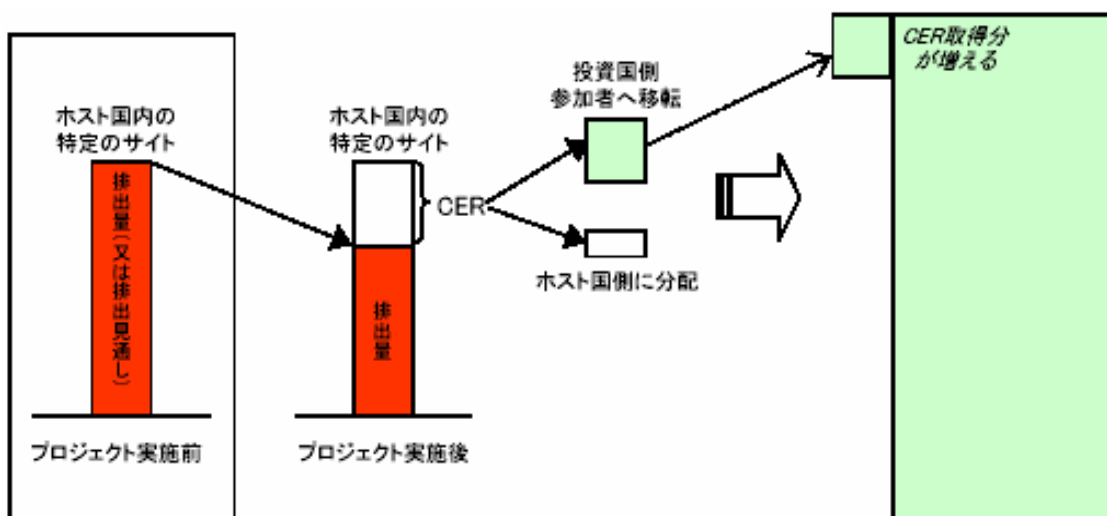 ホスト国内の
特定のサイト
排出量(又は排出見通し)
プロジェクト実施前
ホスト国内の
特定のサイト
CER
排出量
プロジェクト実施後
投資国側
参加者へ移転
ホスト国側に分配
CER取得分
が増える